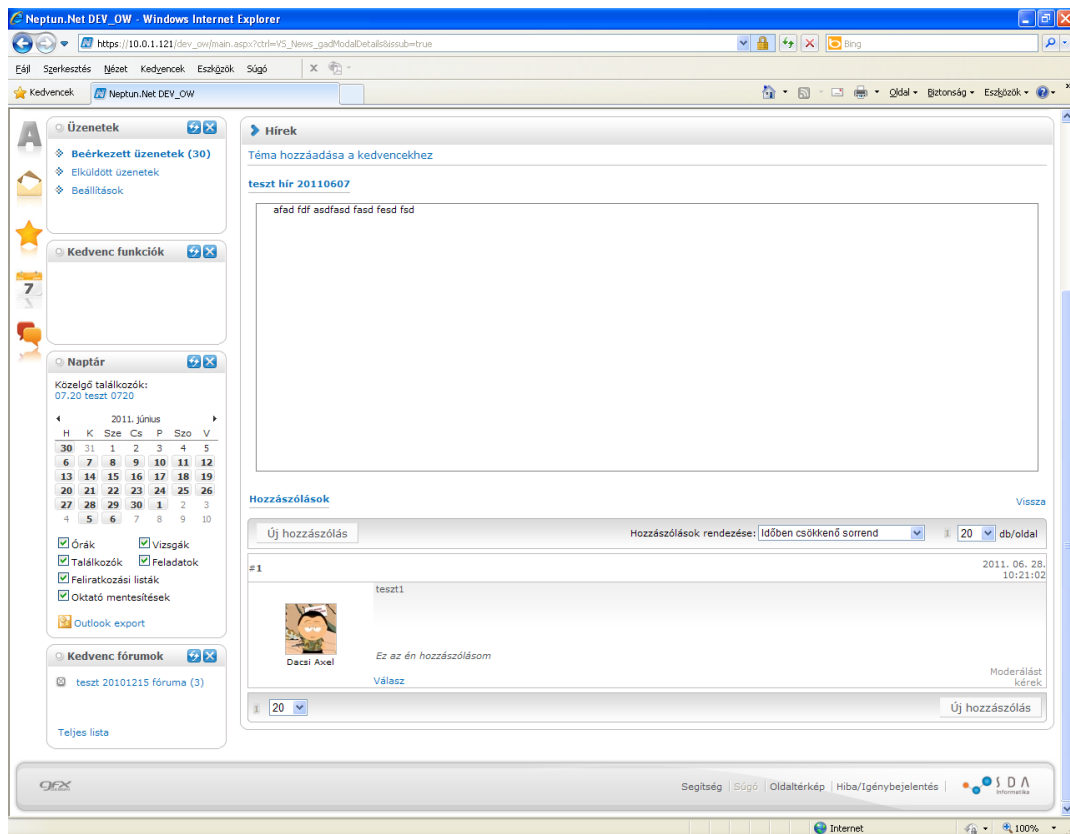 Neptun.Net DEV_OW - Windows Internet Explorer
https://10.0.1.121/dev_ow/main.aspx?ctrl=VS_News_gadModalDetails&issub=true
Bing
Fájl Szerkesztés Nézet Kedvencek Eszközök Súgó
Kedvencek
Neptun.Net DEV_OW
Oldal
Biztonság
Eszközök
Üzenetek
Beérkezett üzenetek (30)
Elküldött üzenetek
Beállítások
Kedvenc funkciók
7
Naptár
Közelgő találkozók:
07.20 teszt 0720
2011. június
H K Sze Cs P Szo V
30 31 1 2 3 4 5
6 7 8 9 10 11 12
13 14 15 16 17 18 19
20 21 22 23 24 25 26
27 28 29 30 1 2 3
4 5 6 7 8 9 10
Órák Vizsgák
Találkozók Feladatok
Feliratkozási listák
Oktató mentesítések
Outlook export
Kedvenc fórumok
teszt 20101215 fóruma (3)
Teljes lista
Hírek
Téma hozzáadása a kedvencekhez
teszt hír 20110607
afad fdf asdfasd fasd fesd fsd
Hozzászólások
Vissza
Új hozzászólás
Hozzászólások rendezése: Időben csökkenő sorrend
1 20 db/oldal
#1
2011. 06. 28.
10:21:02
teszt1
Dacsi Axel
Ez az én hozzászólásom
Válasz
Moderálást
kérek
1 20
Új hozzászólás
Segítség Súgó Oldaltérkép Hiba/Igénybejelentés
SDA
Informatika
Internet
100%